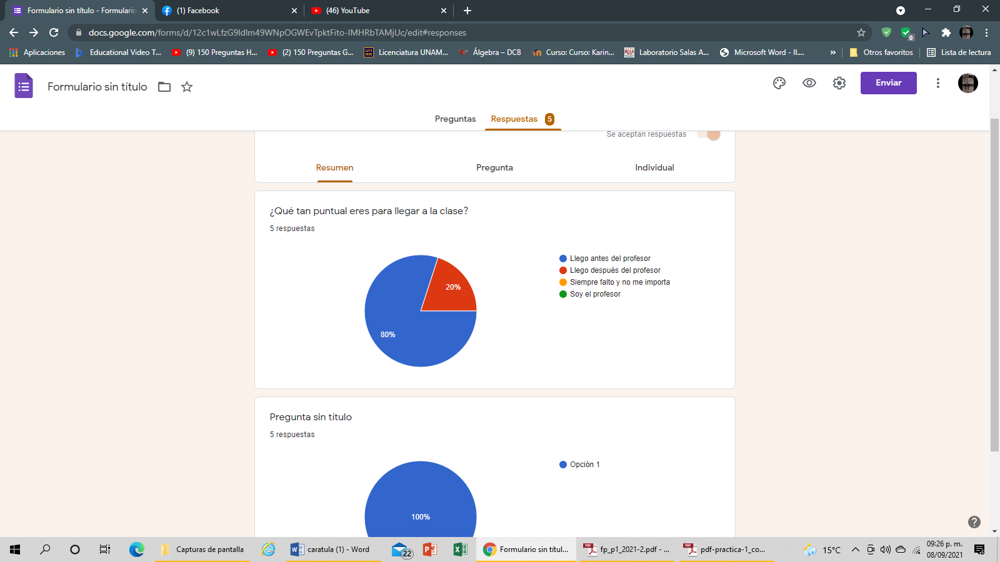 Formulario sin título - Formulario
(1) Facebook
(46) YouTube
docs.google.com/forms/d/12c1wLfzG9IdIm49WNpOGWEvTpktFito-IMHRbTAMjUc/edit#responses
0
Aplicaciones
Educational Video T...
(9) 150 Preguntas H...
(2) 150 Preguntas G...
Licenciatura UNAM...
Álgebra – DCB
Curso: Curso: Karin...
Laboratorio Salas A...
Microsoft Word - II....
»
Otros favoritos
Lista de lectura
Formulario sin título
Enviar
Preguntas
Respuestas
5
Se aceptan respuestas
Resumen
Pregunta
Individual
¿Qué tan puntual eres para llegar a la clase?
5 respuestas
Llego antes del profesor
Llego después del profesor
Siempre falto y no me importa
Soy el profesor
20%
80%
Pregunta sin título
5 respuestas
Opción 1
100%
Capturas de pantalla
caratula (1) - Word
22
Formulario sin títul...
fp_p1_2021-2.pdf - ...
pdf-practica-1_co...
15°C
09:26 p. m.
08/09/2021